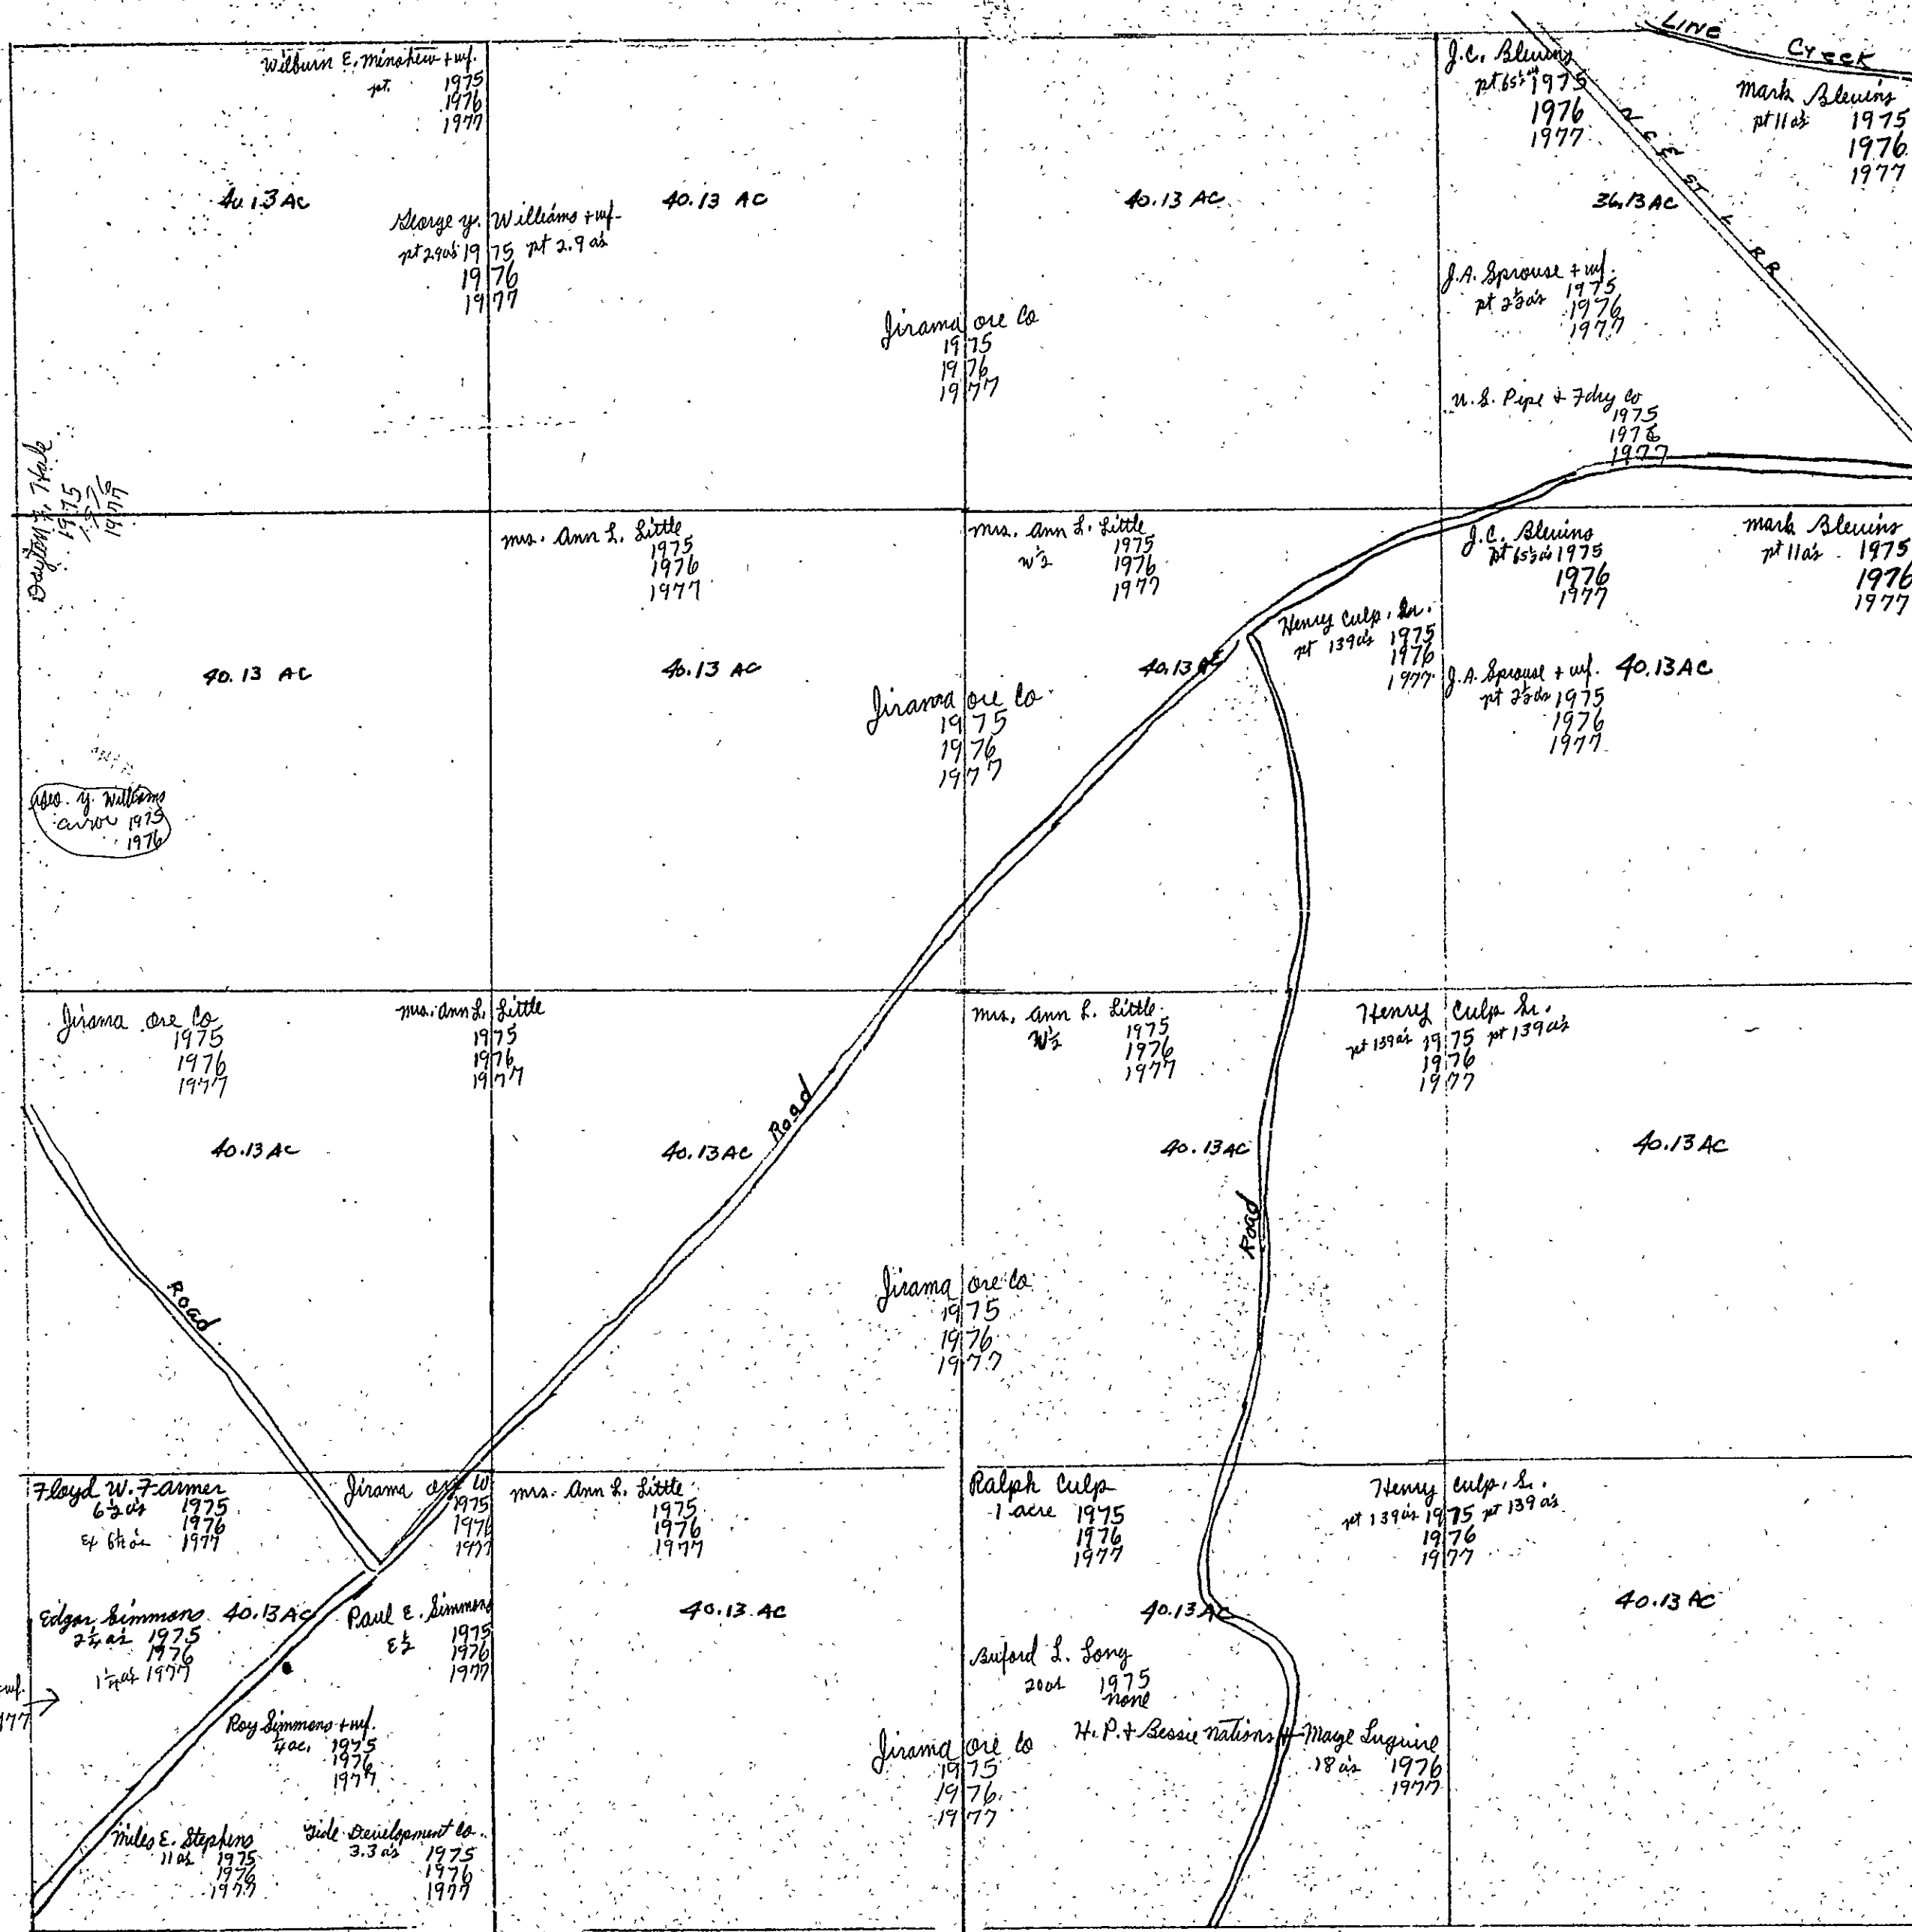 LINE Creek
Wilburn E. Minshew + wf.
pt. 1975
1976
1977
J.C. Blevins
pt 65½ as 1975
1976
1977
Mark Blevins
pt 11 as 1975
1976
1977
N C & ST L RR
40.13 AC
40.13 AC
40.13 AC
36.13 AC
George Y. Williams + wf.
pt 2.9 as 1975 pt 2.9 as
1976
1977
J.A. Sprouse + wf.
pt 2½ as 1975
1976
1977
Jirama Ore Co
1975
1976
1977
U.S. Pipe + Fdry Co
1975
1976
1977
Dayton F. Hale
1975
1976
1977
Mrs. Ann L. Little
1975
1976
1977
Mrs. Ann L. Little
W½ 1975
1976
1977
J.C. Blevins
pt 65½ as 1975
1976
1977
Mark Blevins
pt 11 as 1975
1976
1977
Henry Culp, Sr.
pt 139 as 1975
1976
1977
40.13 AC
40.13 AC
40.13 AC
40.13 AC
J.A. Sprouse + wf.
pt 2½ as 1975
1976
1977
Jirama Ore Co
1975
1976
1977
Geo. Y. Williams
error 1975
1976
Jirama Ore Co
1975
1976
1977
Mrs. Ann L. Little
1975
1976
1977
Mrs. Ann L. Little
W½ 1975
1976
1977
Henry Culp Sr.
pt 139 as 1975 pt 139 as
1976
1977
40.13 AC
40.13 AC
40.13 AC
40.13 AC
Road
Road
Road
Jirama Ore Co
1975
1976
1977
Floyd W. Farmer
6½ as 1975
1976
1977
Jirama Ore Co
1975
1976
1977
Mrs. Ann L. Little
1975
1976
1977
Ralph Culp
1 acre 1975
1976
1977
Henry Culp, Sr.
pt 139 as 1975 pt 139 as
1976
1977
Edgar Simmons
2¼ as 1975
1976
1¼ as 1977
40.13 AC
Paul E. Simmons
E½ 1975
1976
1977
40.13 AC
40.13 AC
40.13 AC
Buford L. Long
20 as 1975
none
+ wf.
977
Roy Simmons + wf.
¼ ac. 1975
1976
1977
Jirama Ore Co
1975
1976
1977
H.P. + Bessie Nations + Maye Luguire
18 as 1976
1977
Miles E. Stephens
11 as 1975
1976
1977
Development Co.
3.3 as 1975
1976
1977